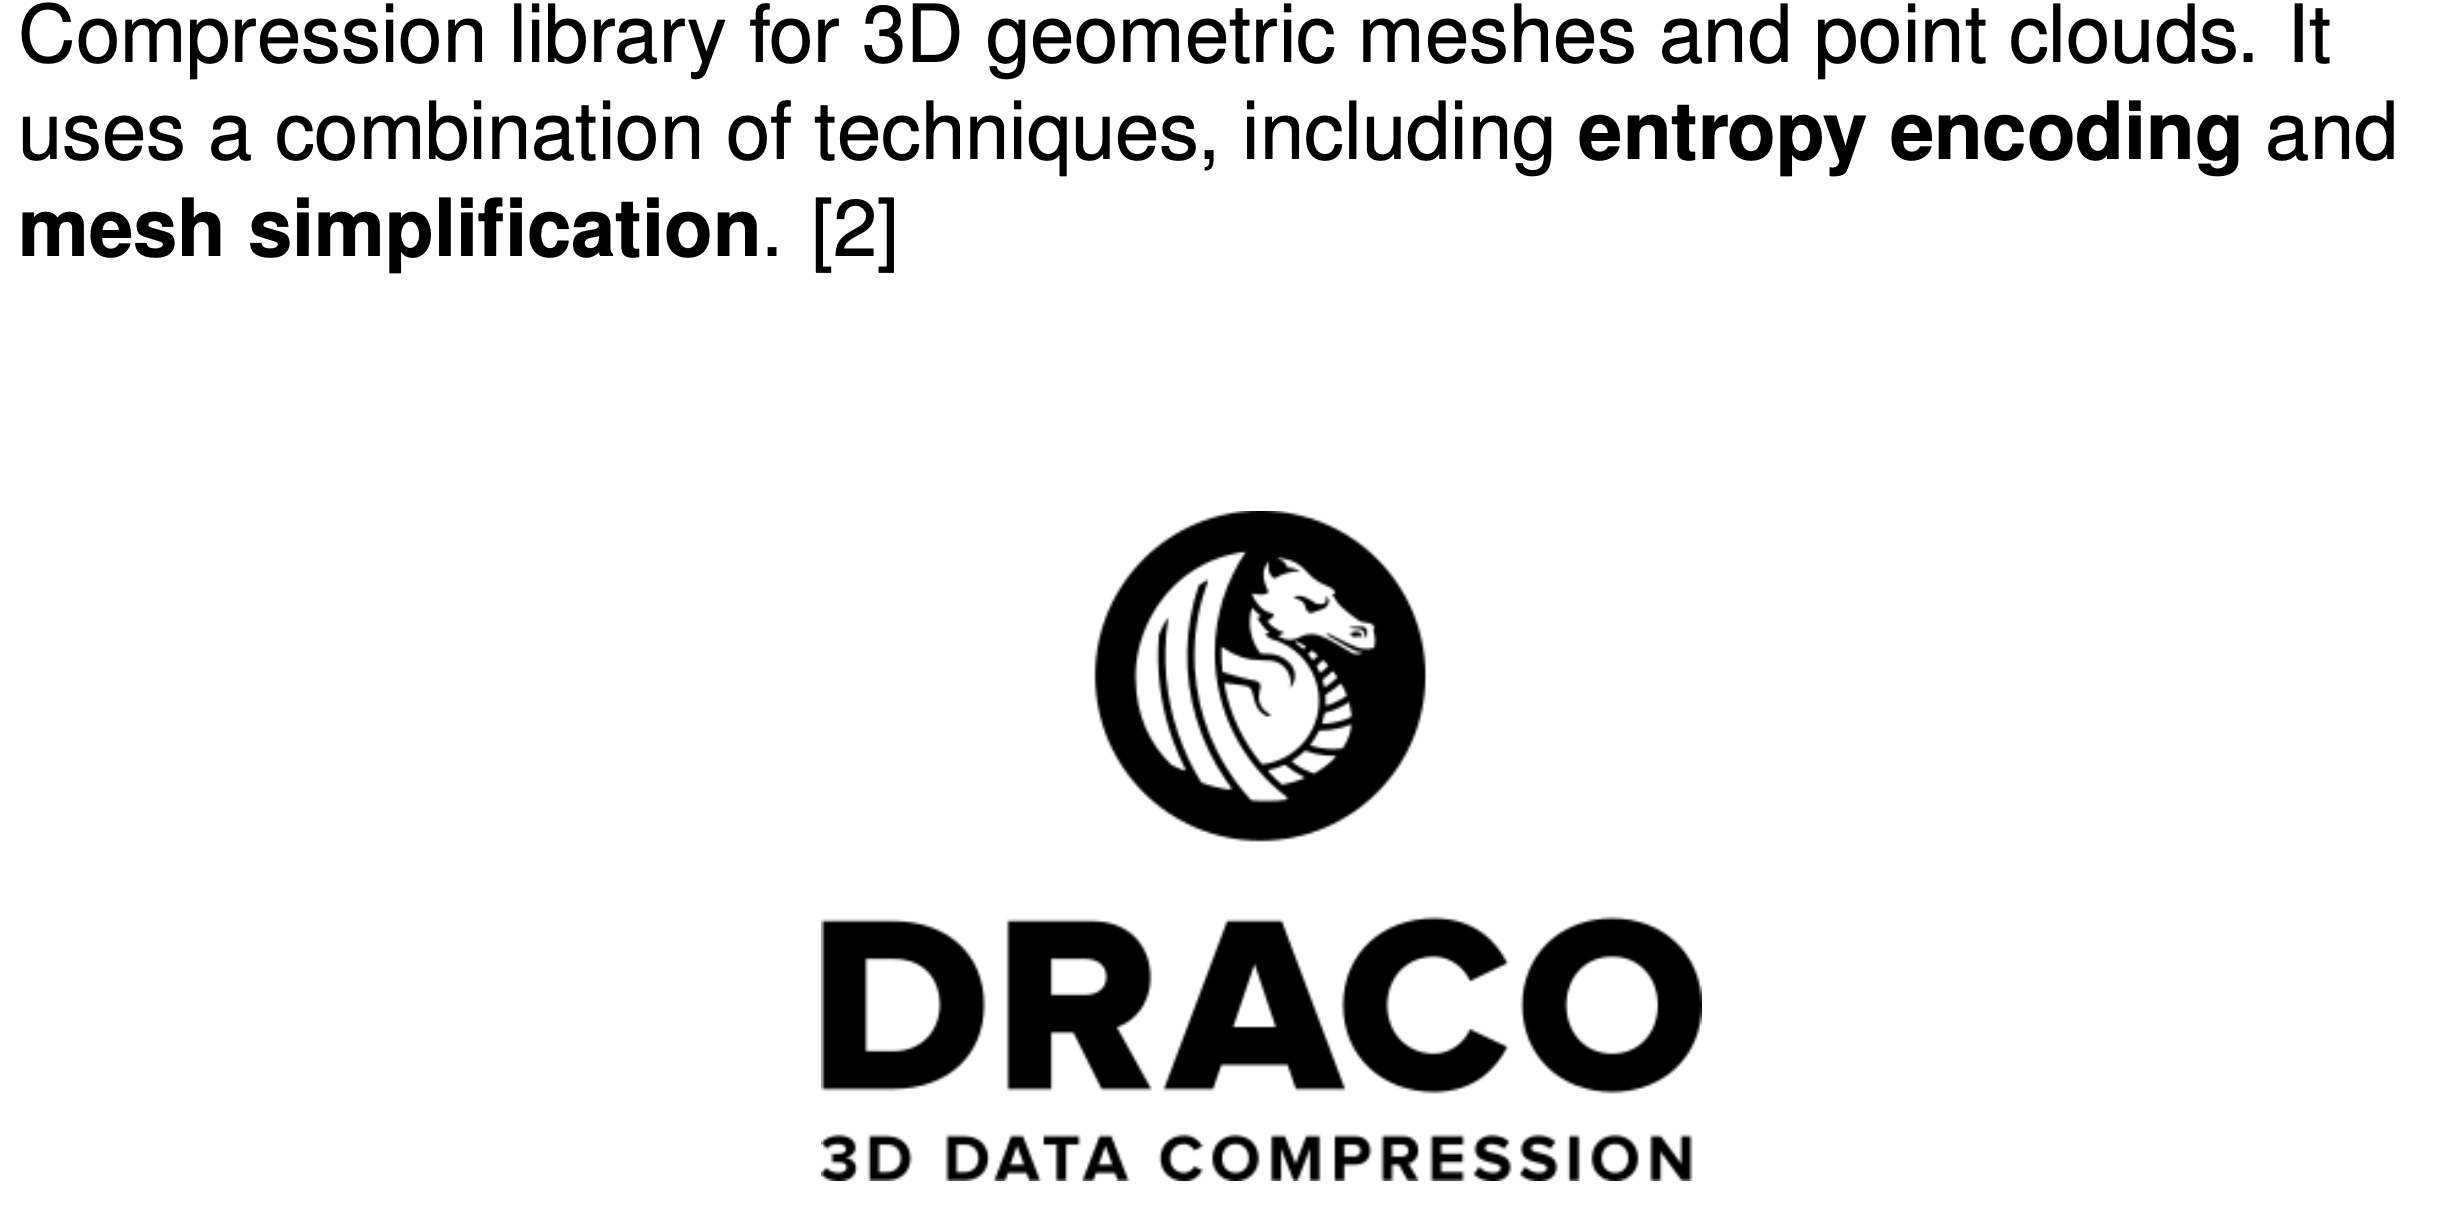 Compression library for 3D geometric meshes and point clouds. It
uses a combination of techniques, including entropy encoding and
mesh simplification. [2]
DRACO
3D DATA COMPRESSION